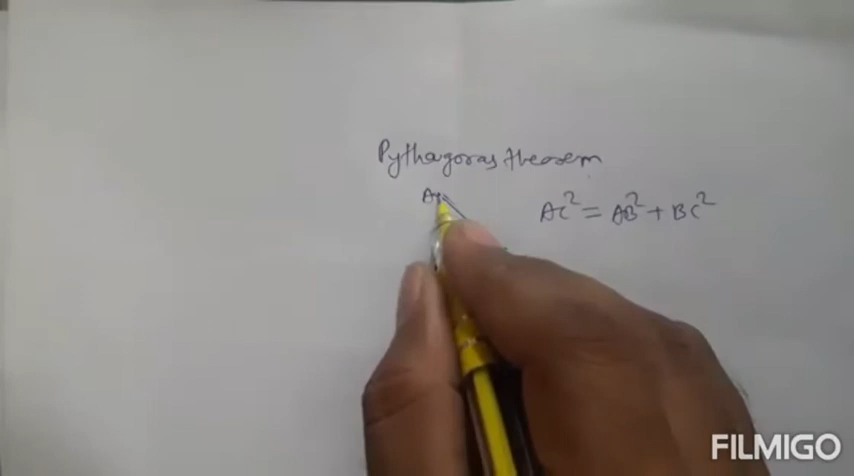 Pythagoras theorem
A
AC² = AB² + BC²
FILMIGO